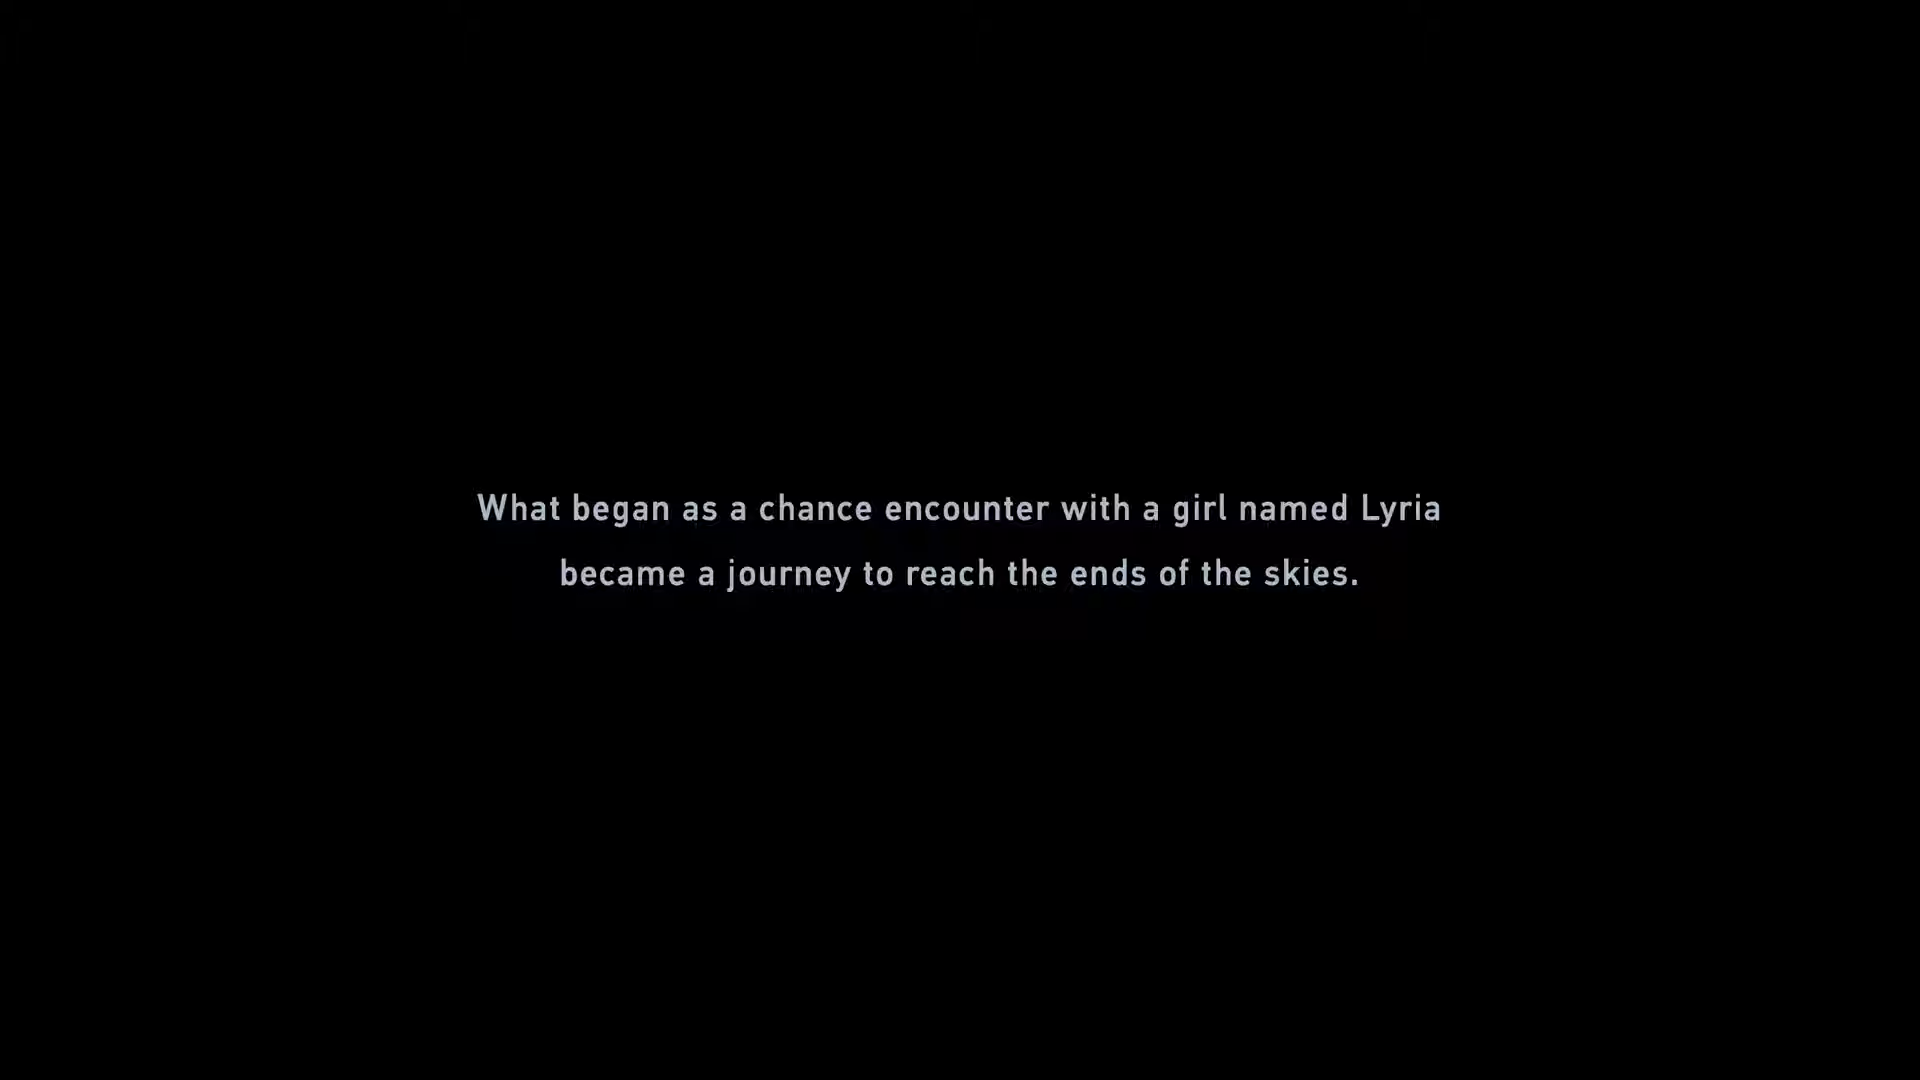 What began as a chance encounter with a girl named Lyria
became a journey to reach the ends of the skies.